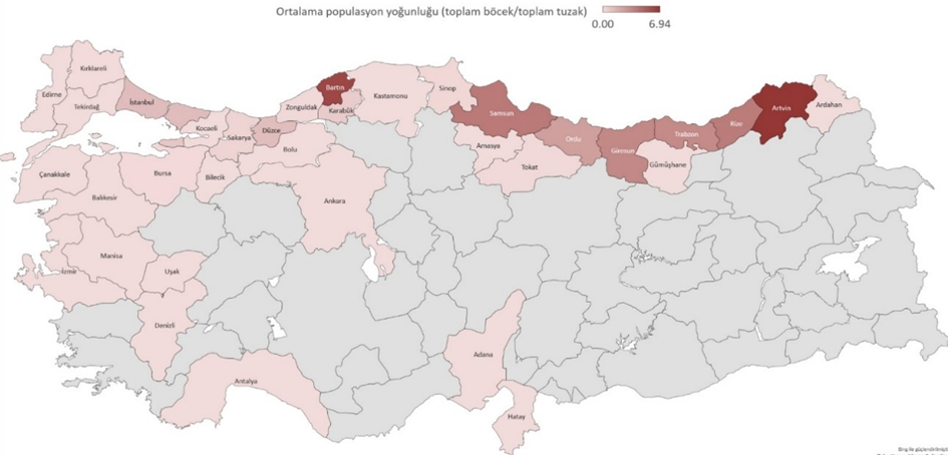 Ortalama populasyon yoğunluğu (toplam böcek/toplam tuzak)
0.00 6.94
Kırklareli
Edirne
Tekirdağ
İstanbul
Kocaeli
Sakarya
Düzce
Zonguldak
Bartın
Karabük
Kastamonu
Sinop
Samsun
Ordu
Giresun
Trabzon
Rize
Artvin
Ardahan
Amasya
Tokat
Gümüşhane
Bolu
Çanakkale
Balıkesir
Bursa
Bilecik
Ankara
Manisa
İzmir
Uşak
Denizli
Antalya
Adana
Hatay
Bing ile güçlendirilmiştir